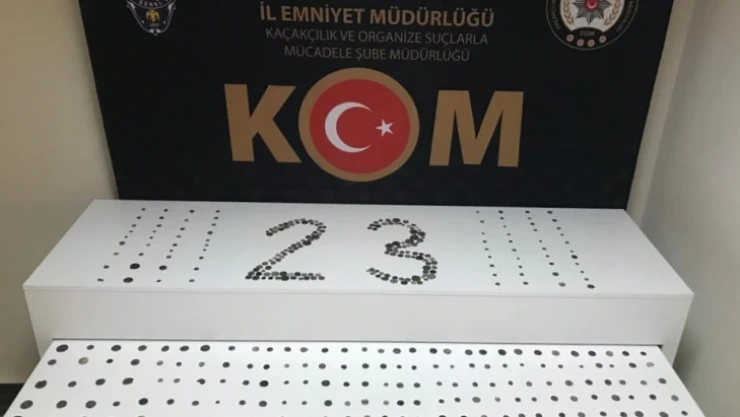 İL EMNİYET MÜDÜRLÜĞÜ
KAÇAKÇILIK VE ORGANİZE SUÇLARLA
MÜCADELE ŞUBE MÜDÜRLÜĞÜ
KOM
23